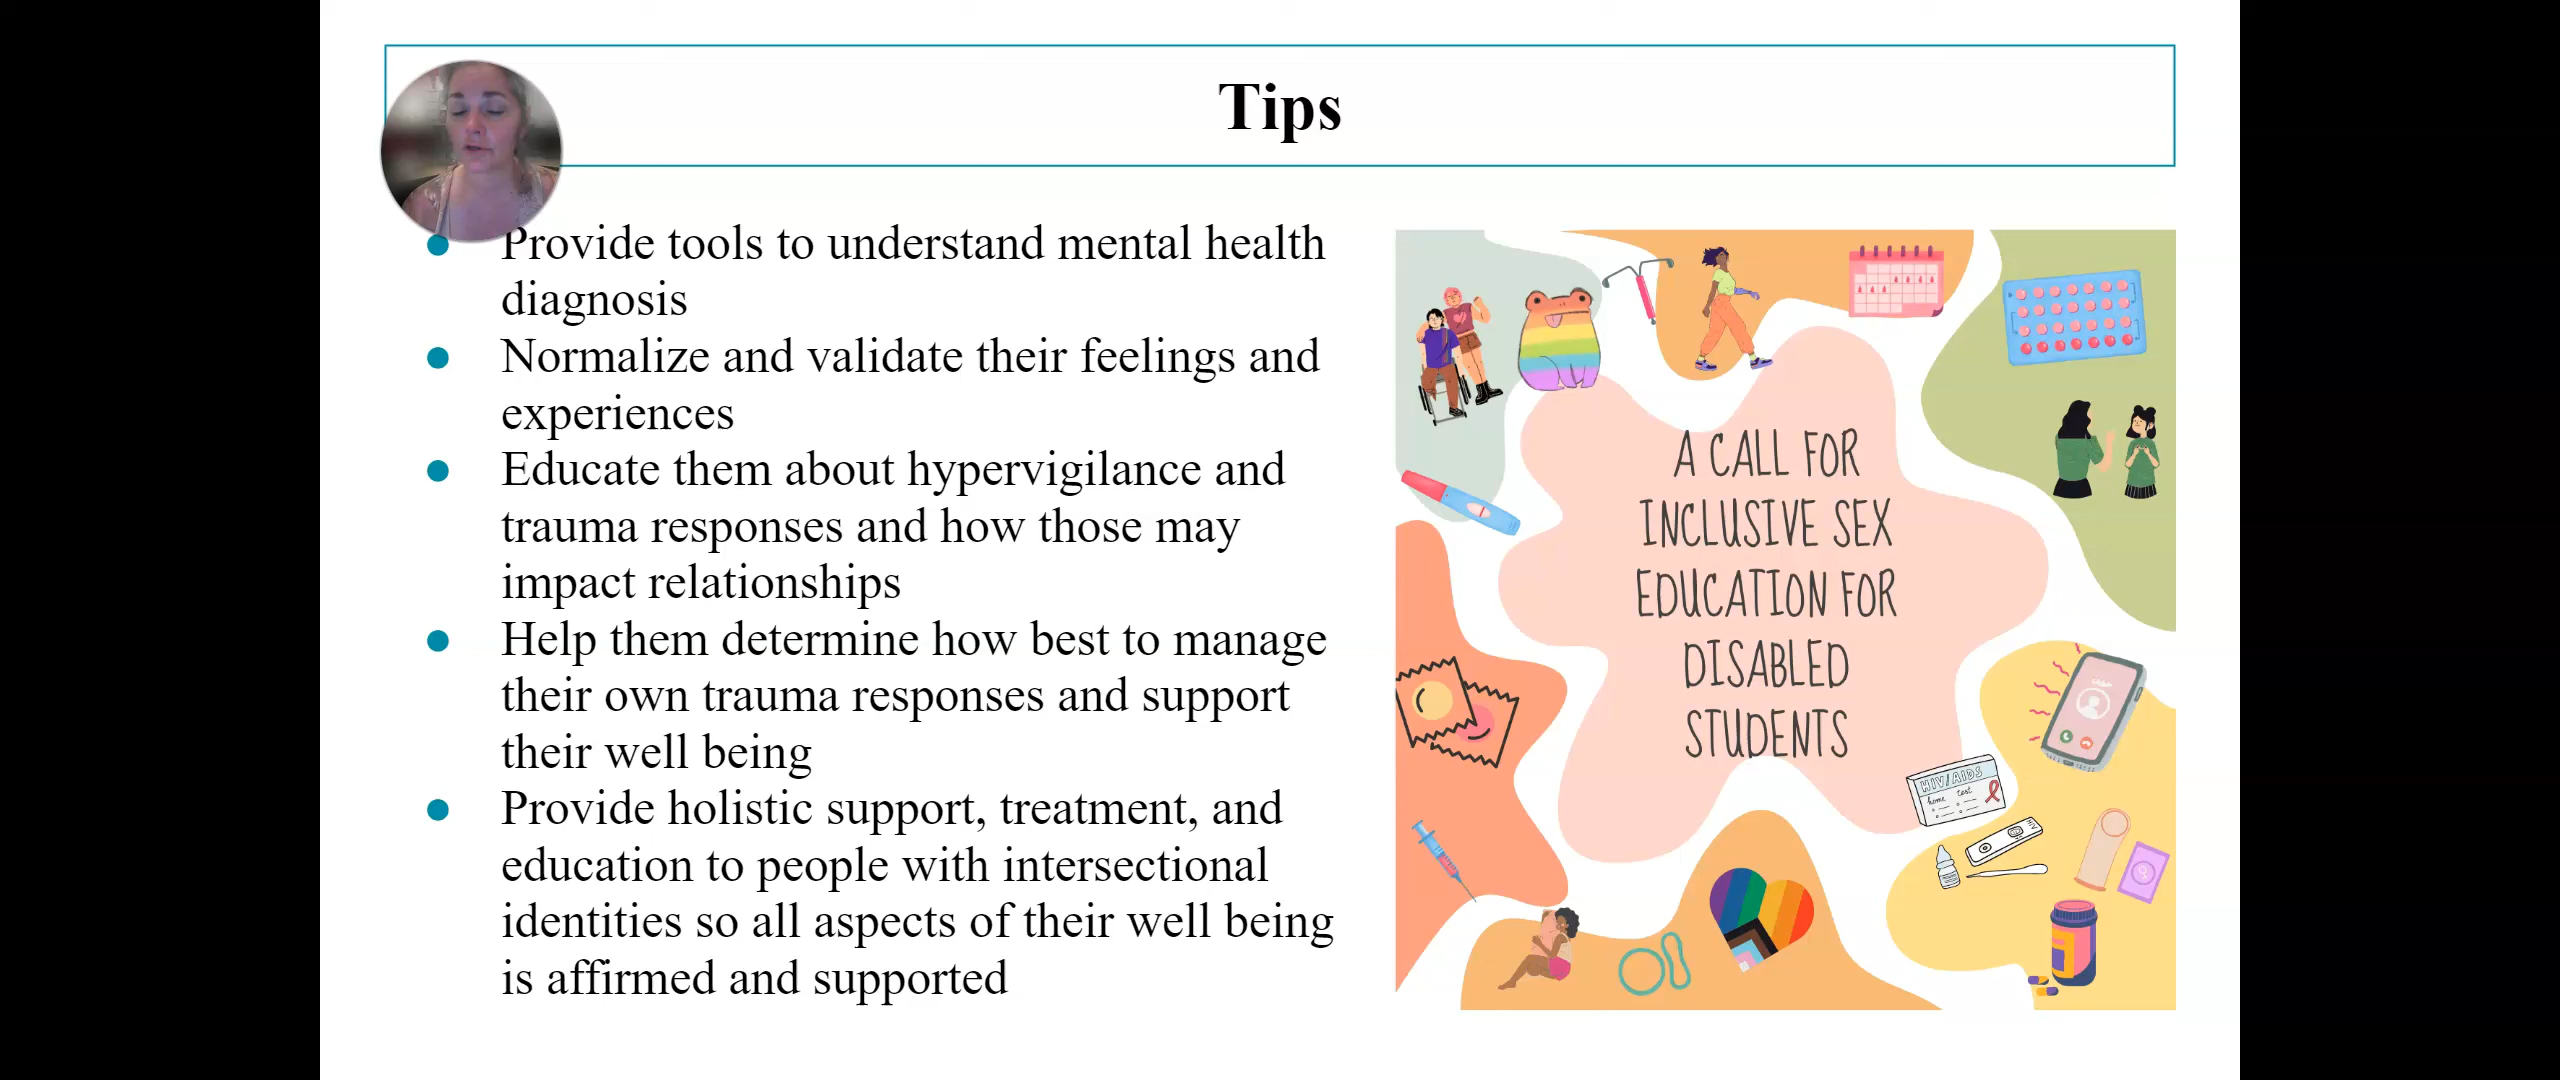 Tips
Provide tools to understand mental health
diagnosis
Normalize and validate their feelings and
experiences
Educate them about hypervigilance and
trauma responses and how those may
impact relationships
Help them determine how best to manage
their own trauma responses and support
their well being
Provide holistic support, treatment, and
education to people with intersectional
identities so all aspects of their well being
is affirmed and supported
A CALL FOR
INCLUSIVE SEX
EDUCATION FOR
DISABLED
STUDENTS
HIV/AIDS
home test